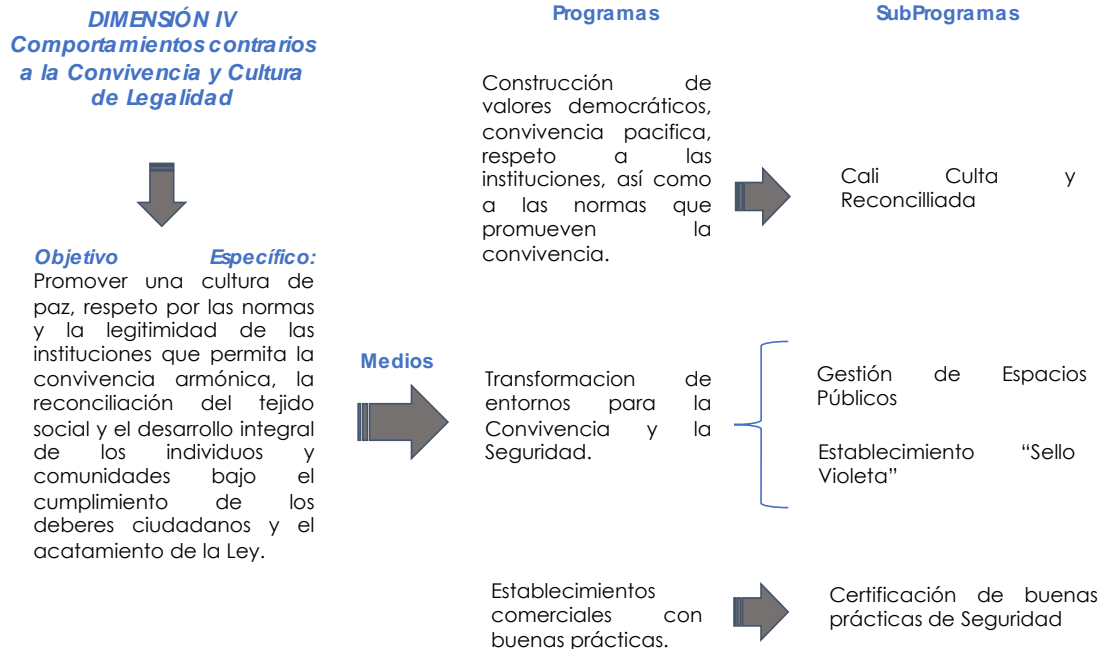 DIMENSIÓN IV
Comportamientos contrarios
a la Convivencia y Cultura
de Legalidad
Objetivo Específico:
Promover una cultura de
paz, respeto por las normas
y la legitimidad de las
instituciones que permita la
convivencia armónica, la
reconciliación del tejido
social y el desarrollo integral
de los individuos y
comunidades bajo el
cumplimiento de los
deberes ciudadanos y el
acatamiento de la Ley.
Medios
Programas
Construcción de
valores democráticos,
convivencia pacifica,
respeto a las
instituciones, así como
a las normas que
promueven la
convivencia.
Transformacion de
entornos para la
Convivencia y la
Seguridad.
Establecimientos
comerciales con
buenas prácticas.
SubProgramas
Cali Culta y
Reconcilliada
Gestión de Espacios
Públicos
Establecimiento “Sello
Violeta”
Certificación de buenas
prácticas de Seguridad